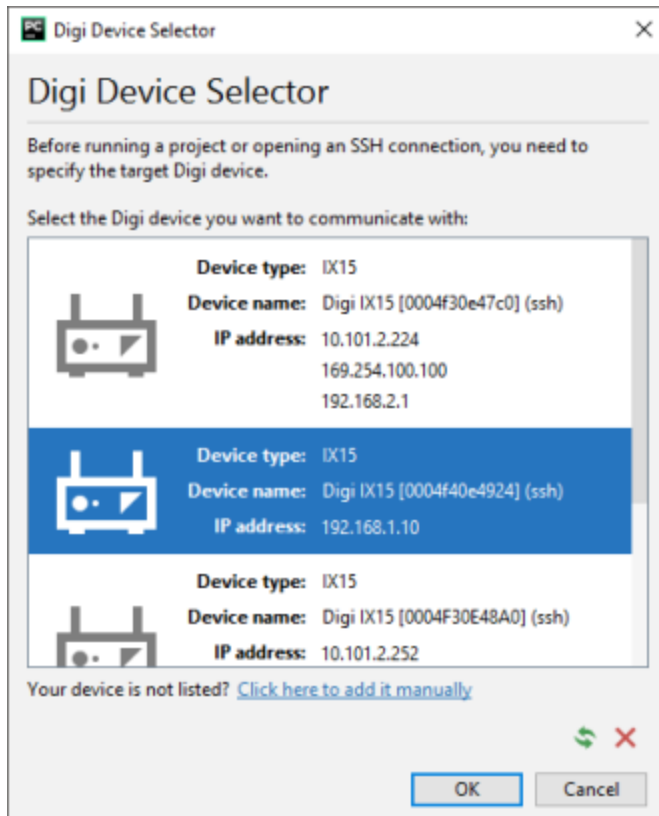 PC Digi Device Selector
Digi Device Selector
Before running a project or opening an SSH connection, you need to
specify the target Digi device.
Select the Digi device you want to communicate with:
Device type: IX15
Device name: Digi IX15 [0004f30e47c0] (ssh)
IP address: 10.101.2.224
169.254.100.100
192.168.2.1
Device type: IX15
Device name: Digi IX15 [0004f40e4924] (ssh)
IP address: 192.168.1.10
Device type: IX15
Device name: Digi IX15 [0004F30E48A0] (ssh)
IP address: 10.101.2.252
Your device is not listed? Click here to add it manually
OK Cancel